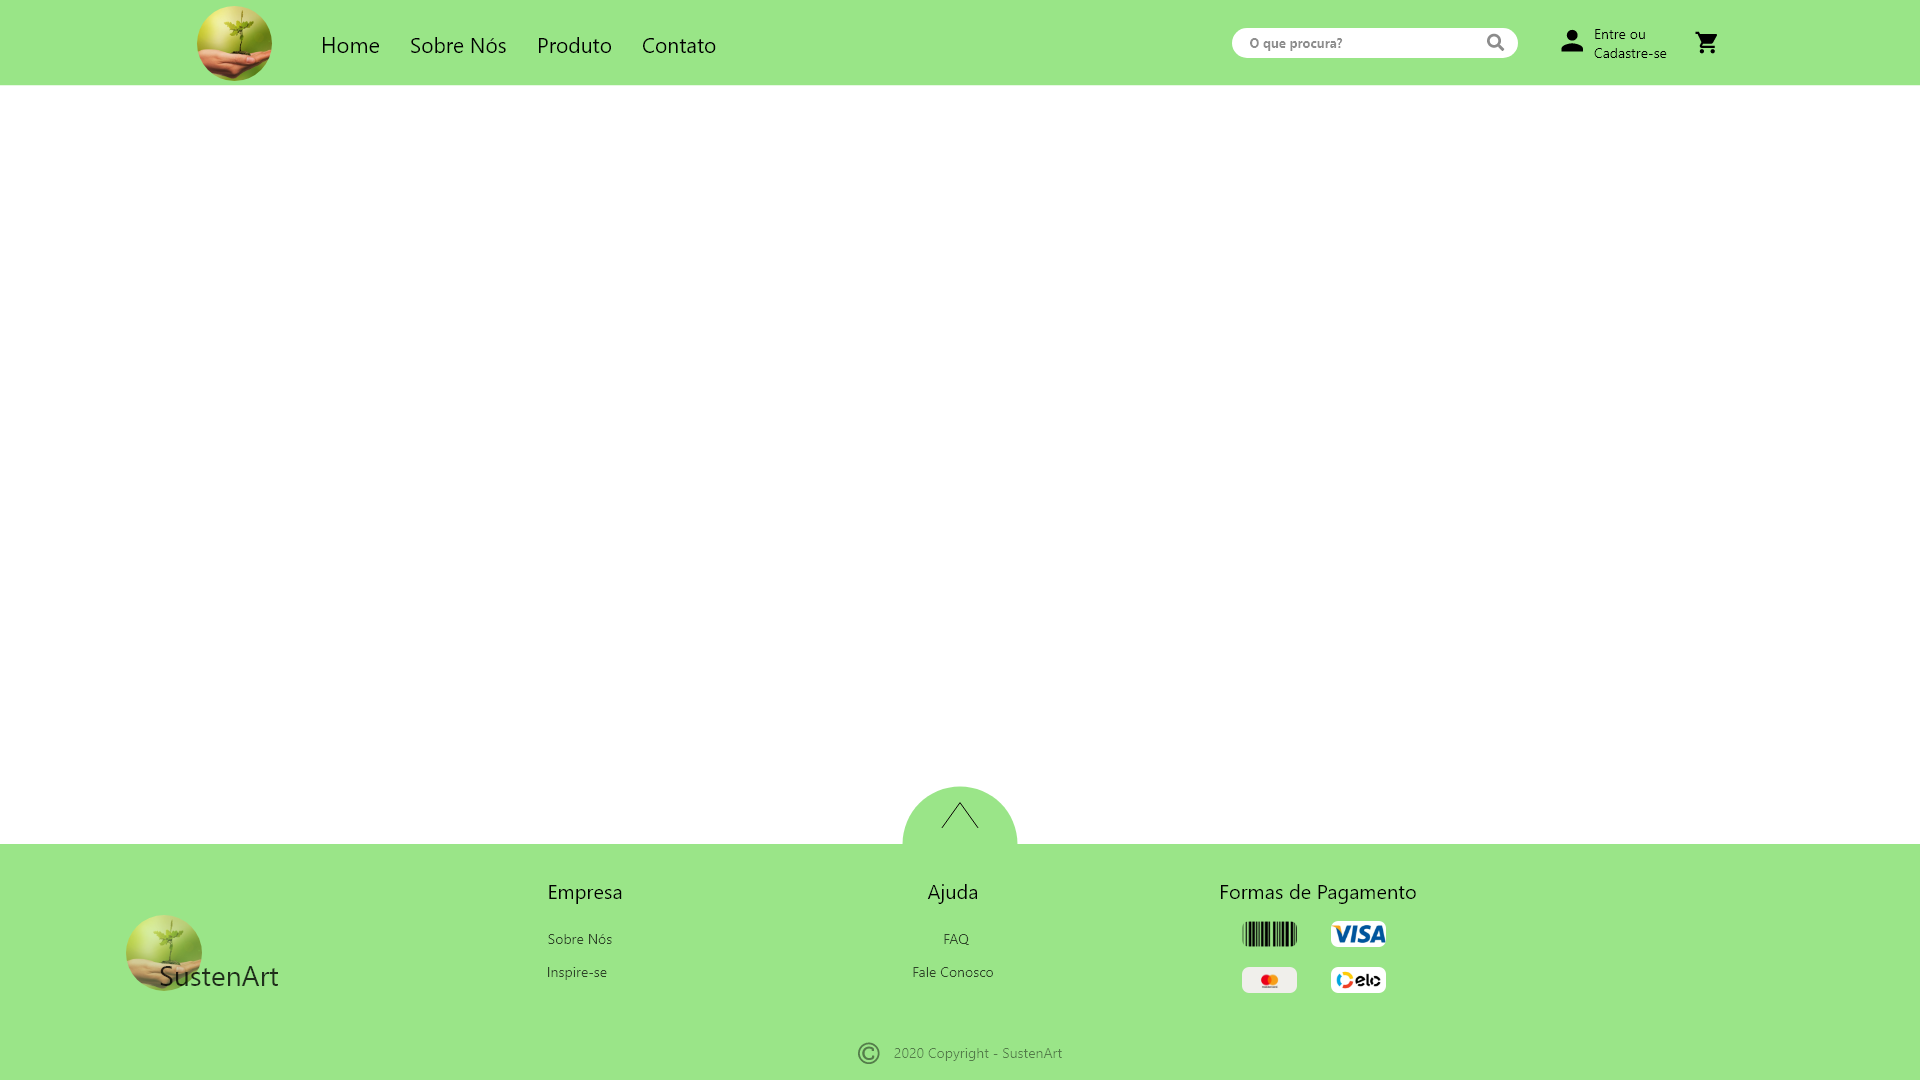 Home Sobre Nós Produto Contato
O que procura?
Entre ou
Cadastre-se
Empresa
Sobre Nós
Inspire-se
Ajuda
FAQ
Fale Conosco
Formas de Pagamento
VISA
elo
SustenArt
© 2020 Copyright - SustenArt